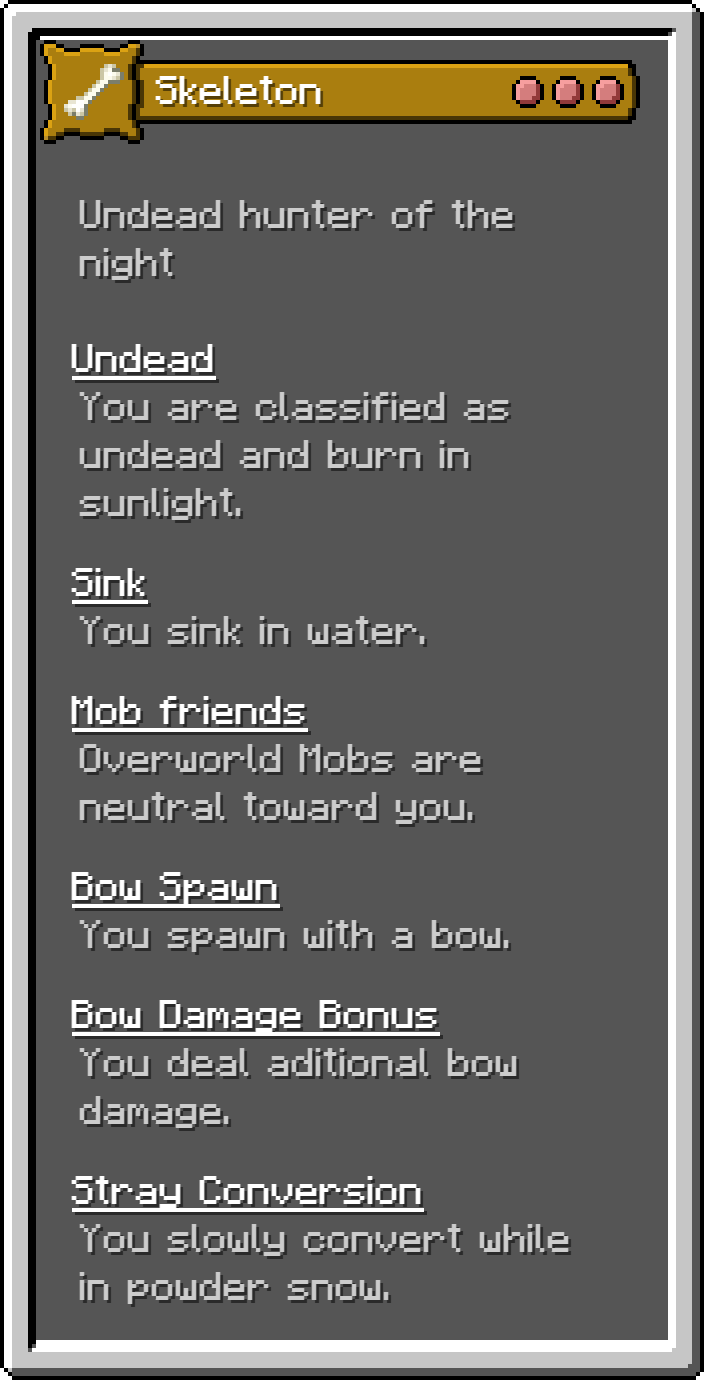 Skeleton
Undead hunter of the
night
Undead
You are classified as
undead and burn in
sunlight.
Sink
You sink in water.
Mob friends
Overworld Mobs are
neutral toward you.
Bow Spawn
You spawn with a bow.
Bow Damage Bonus
You deal aditional bow
damage.
Stray Conversion
You slowly convert while
in powder snow.